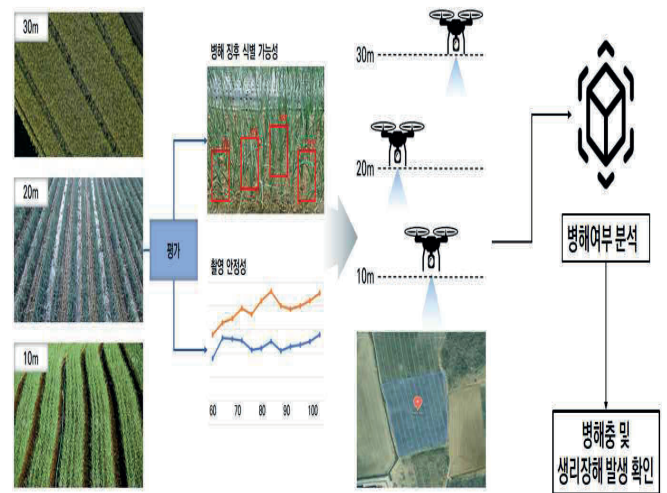 30m
20m
10m
평가
병해 징후 식별 가능성
촬영 안정성
60 70 80 90 100
30m
20m
10m
병해여부 분석
병해충 및
생리장해 발생 확인